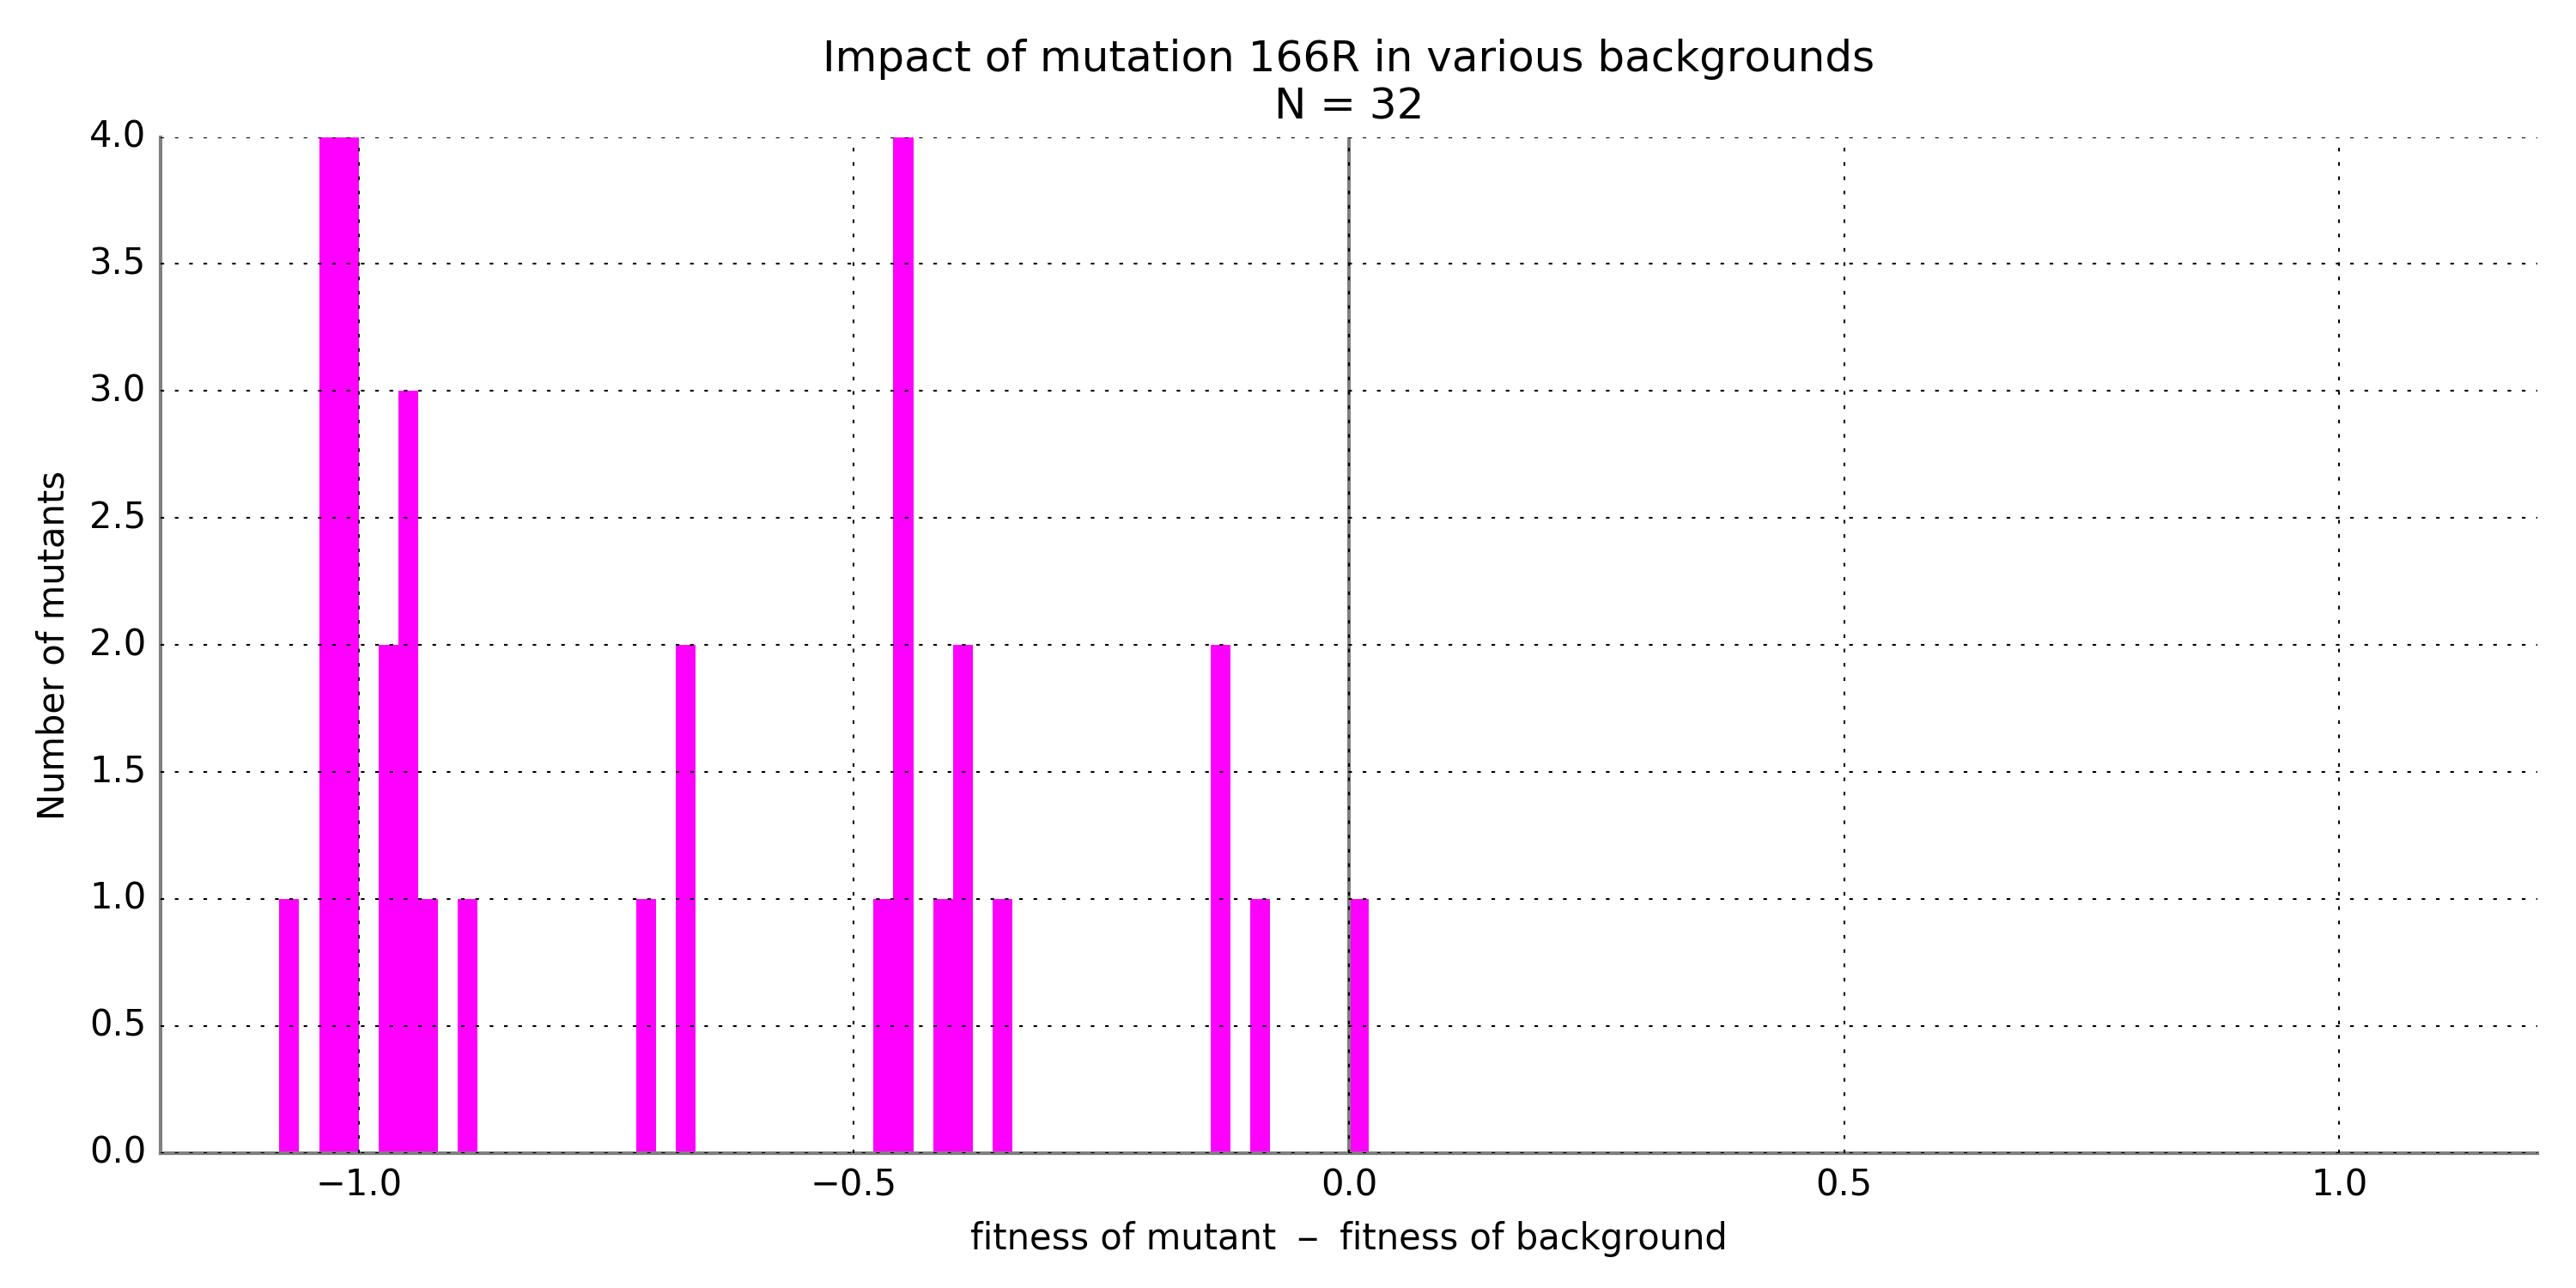 Impact of mutation 166R in various backgrounds
N = 32
4.0
3.5
3.0
2.5
2.0
1.5
1.0
0.5
0.0
Number of mutants
−1.0 −0.5 0.0 0.5 1.0
fitness of mutant − fitness of background